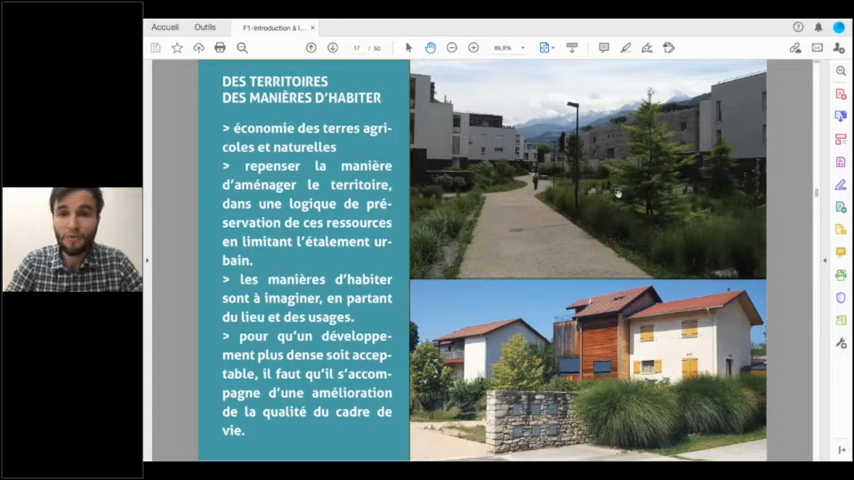 Accueil
Outils
F1-introduction à l...
17 / 50
89,8%
DES TERRITOIRES
DES MANIÈRES D'HABITER
> économie des terres agri-
coles et naturelles
> repenser la manière
d'aménager le territoire,
dans une logique de pré-
servation de ces ressources
en limitant l'étalement ur-
bain.
> les manières d'habiter
sont à imaginer, en partant
du lieu et des usages.
> pour qu'un développe-
ment plus dense soit accep-
table, il faut qu'il s'accom-
pagne d'une amélioration
de la qualité du cadre de
vie.